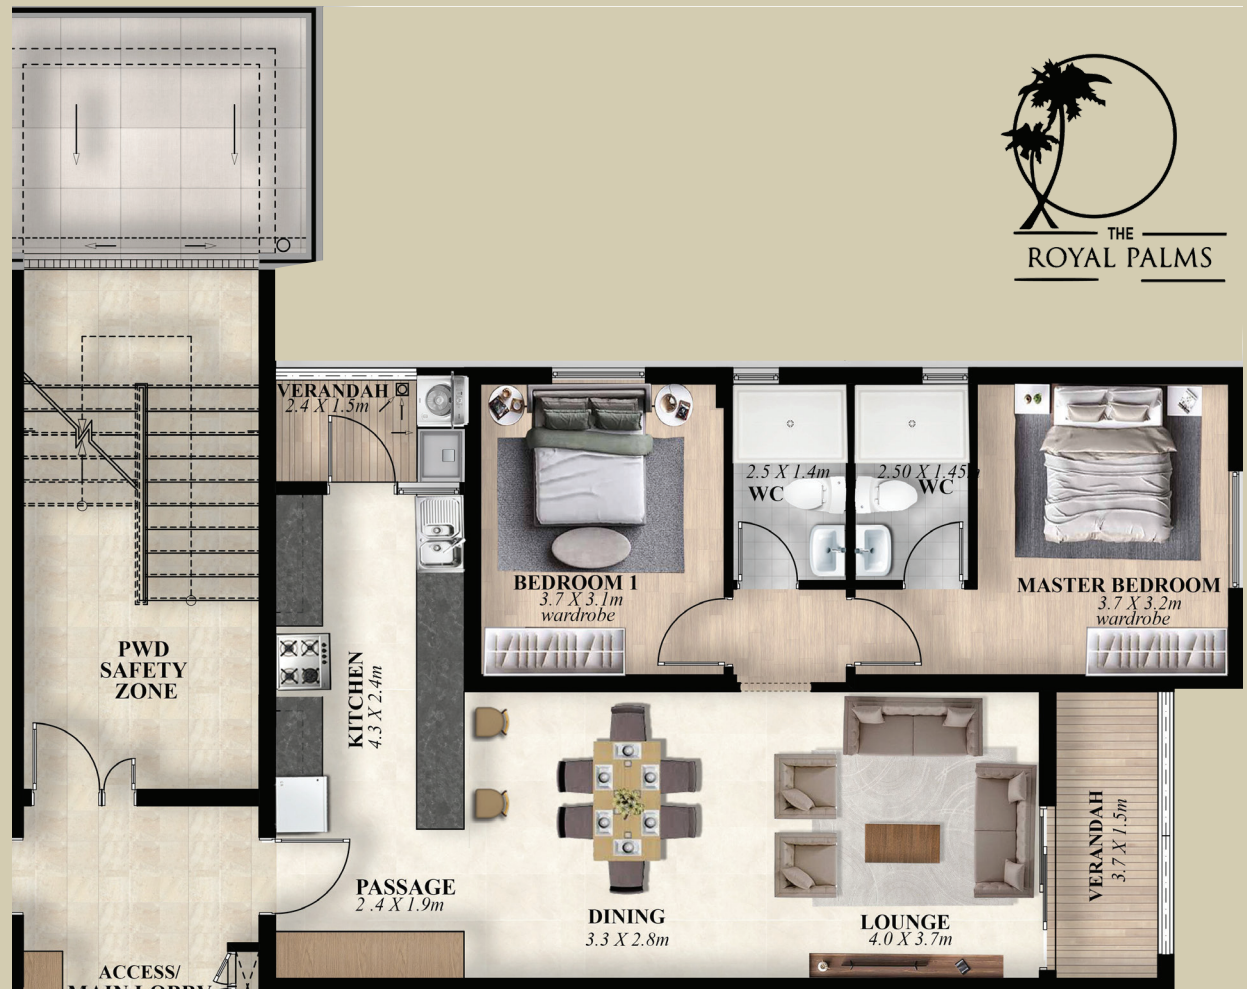 THE
ROYAL PALMS
VERANDAH
2.4 X 1.5m
2.5 X 1.4m
WC
2.50 X 1.45m
WC
BEDROOM 1
3.7 X 3.1m
wardrobe
MASTER BEDROOM
3.7 X 3.2m
wardrobe
PWD
SAFETY
ZONE
KITCHEN
4.3 X 2.4m
VERANDAH
3.7 X 1.5m
PASSAGE
2 .4 X 1.9m
DINING
3.3 X 2.8m
LOUNGE
4.0 X 3.7m
ACCESS/
MAIN LOBBY